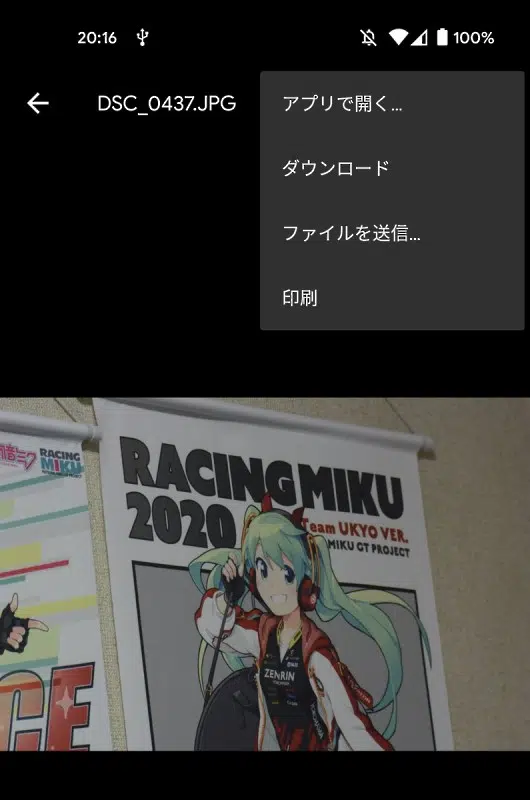 20:16
100%
DSC_0437.JPG
アプリで開く...
ダウンロード
ファイルを送信...
印刷
RACING
MIKU
RACING MIKU
2020
Team UKYO VER.
MIKU GT PROJECT
ZENRIN
CE